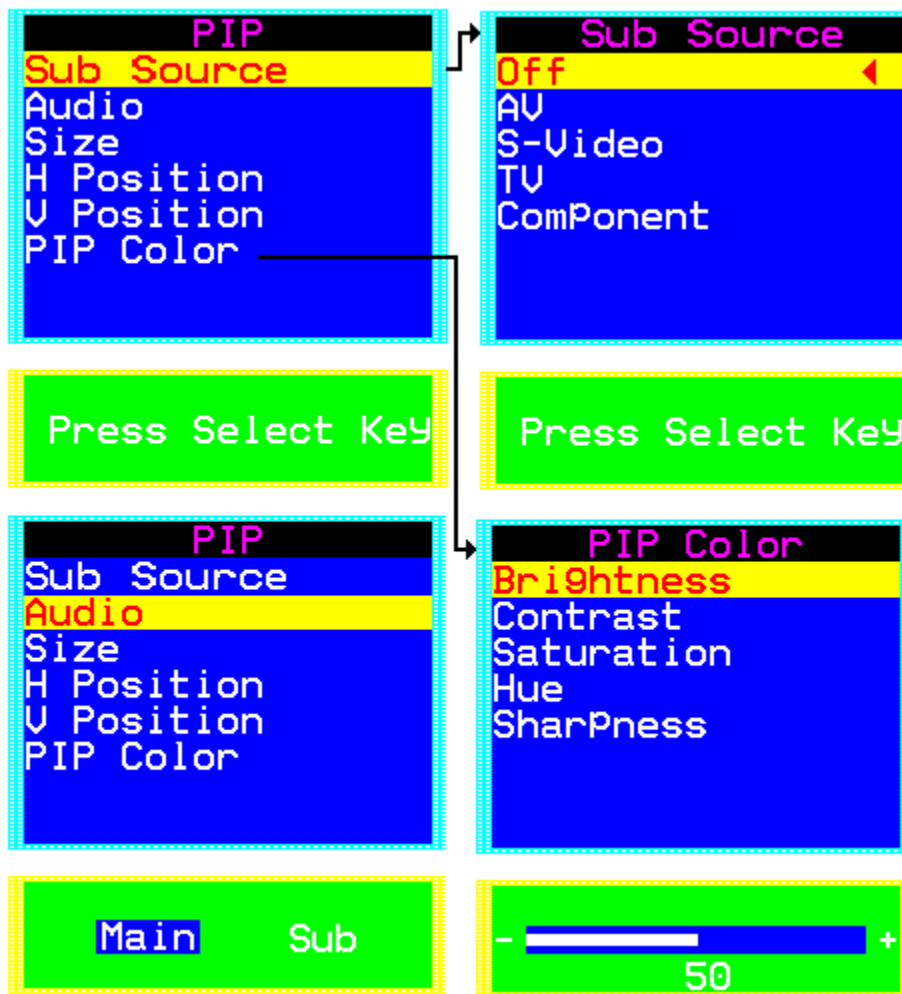 PIP
Sub Source
Audio
Size
H Position
V Position
PIP Color
Press Select Key
Sub Source
Off
AV
S-Video
TV
Component
Press Select Key
PIP
Sub Source
Audio
Size
H Position
V Position
PIP Color
Main Sub
PIP Color
Brightness
Contrast
Saturation
Hue
Sharpness
- +
50